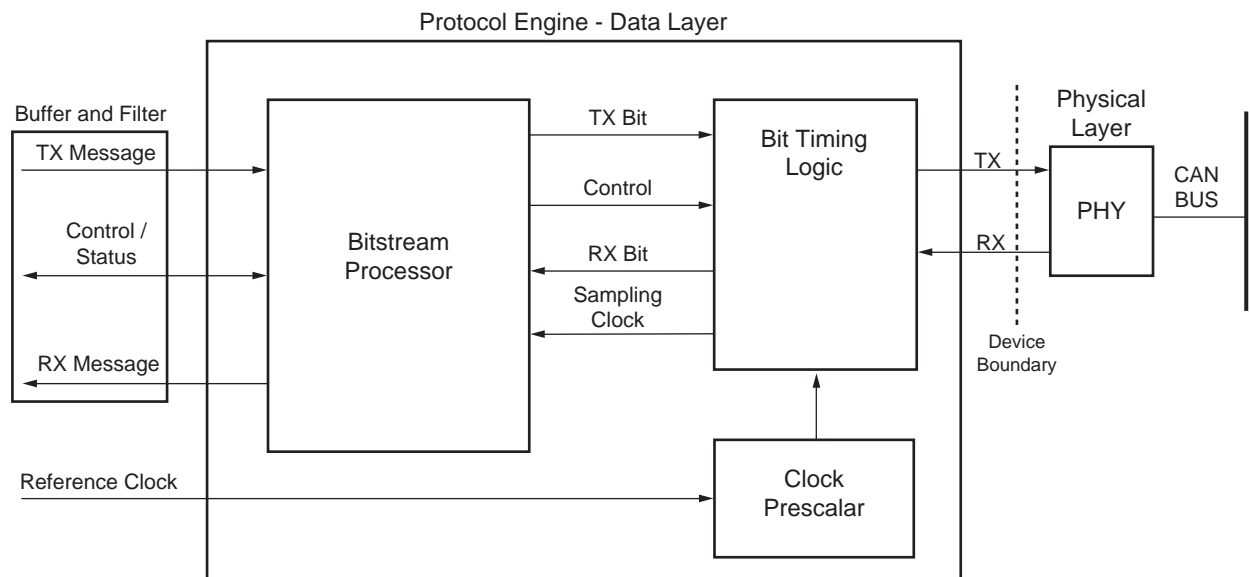 Protocol Engine - Data Layer
Buffer and Filter
TX Message
Control /
Status
RX Message
Reference Clock
Bitstream
Processor
TX Bit
Control
RX Bit
Sampling
Clock
Bit Timing
Logic
Clock
Prescalar
TX
RX
Device
Boundary
Physical
Layer
PHY
CAN
BUS